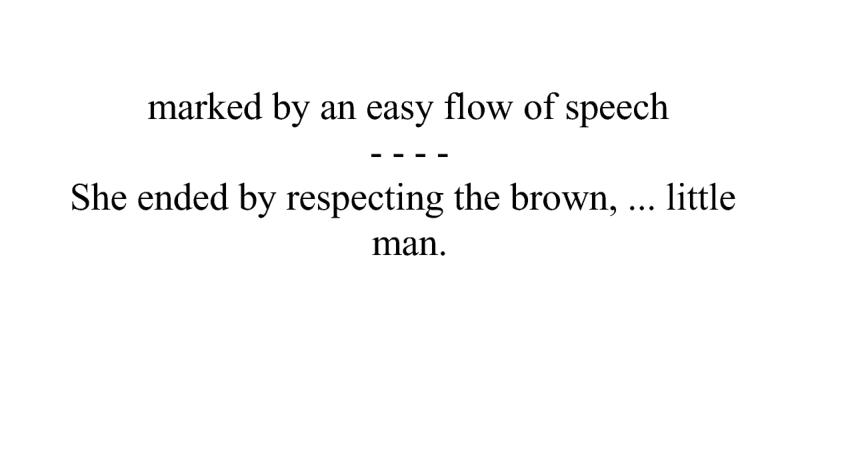 marked by an easy flow of speech
- - - -
She ended by respecting the brown, ... little
man.